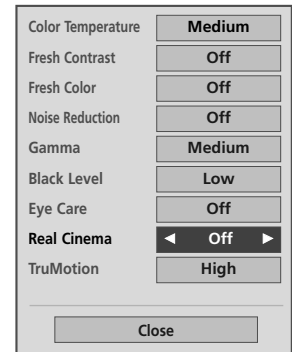 Color Temperature Medium
Fresh Contrast Off
Fresh Color Off
Noise Reduction Off
Gamma Medium
Black Level Low
Eye Care Off
Real Cinema ◄ Off ►
TruMotion High
Close